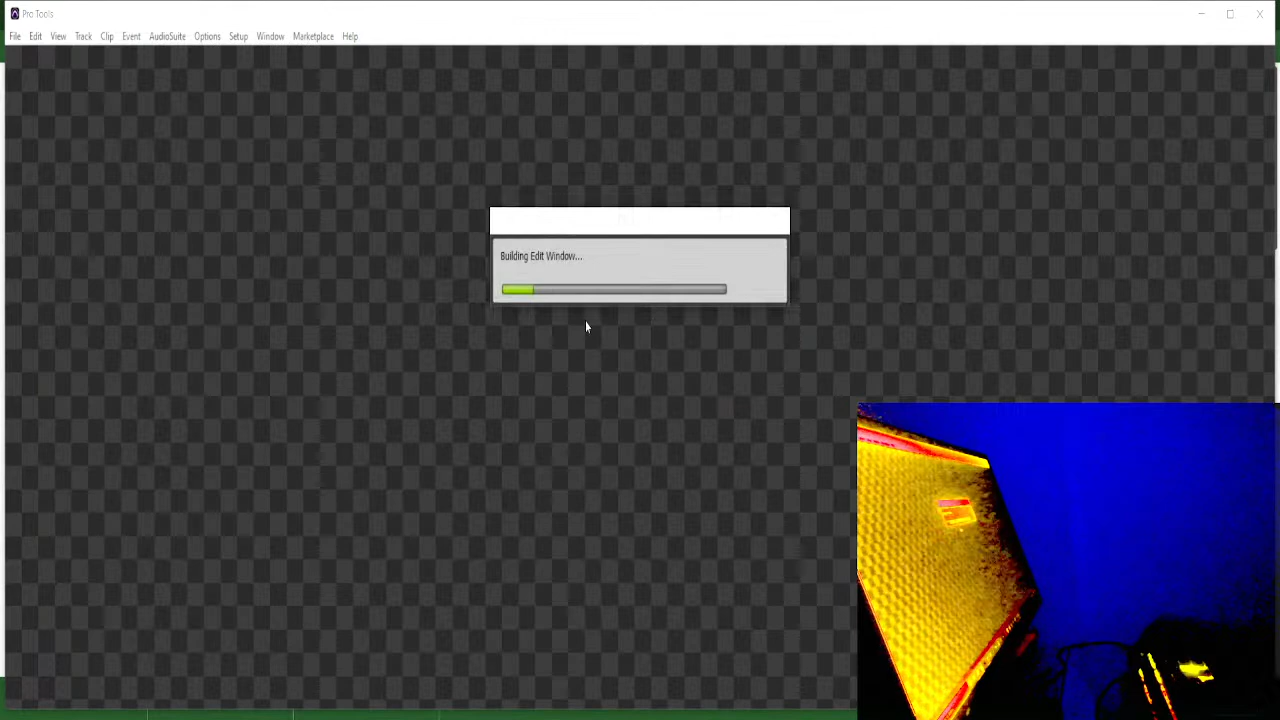 Pro Tools
File Edit View Track Clip Event AudioSuite Options Setup Window Marketplace Help
Building Edit Window...